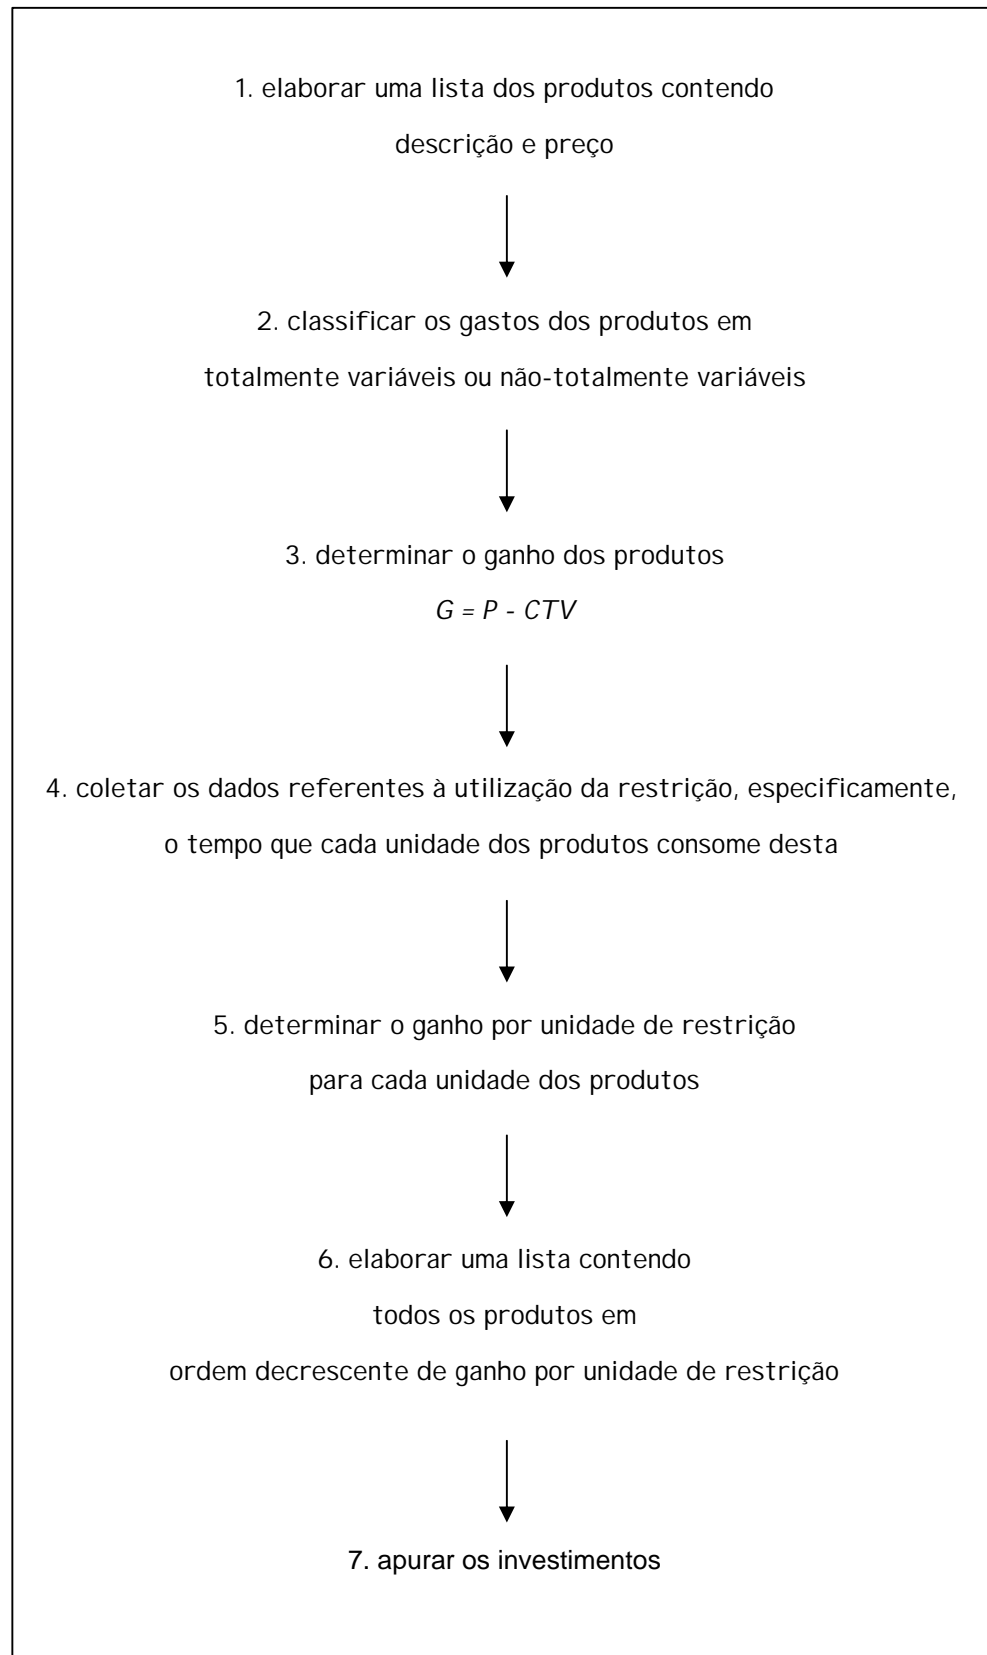 1. elaborar uma lista dos produtos contendo
descrição e preço
2. classificar os gastos dos produtos em
totalmente variáveis ou não-totalmente variáveis
3. determinar o ganho dos produtos
G = P - CTV
4. coletar os dados referentes à utilização da restrição, especificamente,
o tempo que cada unidade dos produtos consome desta
5. determinar o ganho por unidade de restrição
para cada unidade dos produtos
6. elaborar uma lista contendo
todos os produtos em
ordem decrescente de ganho por unidade de restrição
7. apurar os investimentos